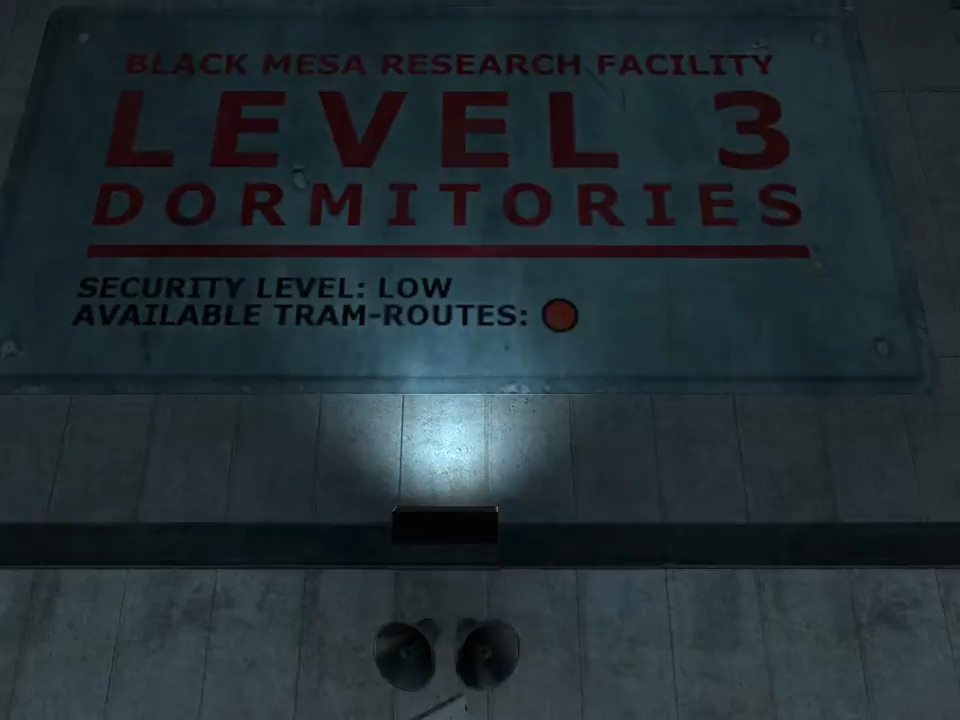 BLACK MESA RESEARCH FACILITY
LEVEL 3
DORMITORIES
SECURITY LEVEL: LOW
AVAILABLE TRAM-ROUTES: